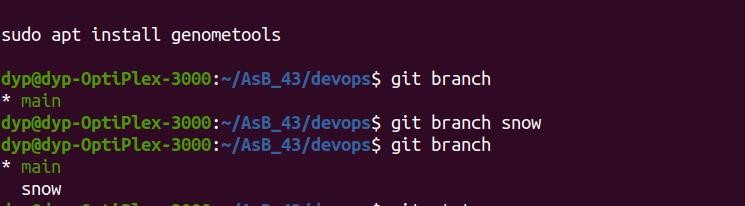 sudo apt install genometools
dyp@dyp-OptiPlex-3000:~/AsB_43/devops$ git branch
* main
dyp@dyp-OptiPlex-3000:~/AsB_43/devops$ git branch snow
dyp@dyp-OptiPlex-3000:~/AsB_43/devops$ git branch
* main
  snow